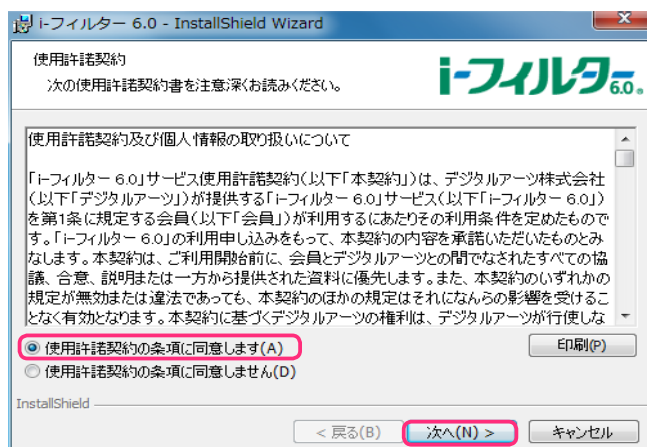 i-フィルター 6.0 - InstallShield Wizard
使用許諾契約
次の使用許諾契約書を注意深くお読みください。
i-フィルター 6.0
使用許諾契約及び個人情報の取り扱いについて
「i-フィルター 6.0」サービス使用許諾契約(以下「本契約」)は、デジタルアーツ株式会社
(以下「デジタルアーツ」)が提供する「i-フィルター 6.0」サービス(以下「i-フィルター 6.0」)
を第1条に規定する会員(以下「会員」)が利用するにあたりその利用条件を定めたもので
す。「i-フィルター 6.0」の利用申し込みをもって、本契約の内容を承諾いただいたものとみ
なします。本契約は、ご利用開始前に、会員とデジタルアーツとの間でなされたすべての協
議、合意、説明または一方から提供された資料に優先します。また、本契約のいずれかの
規定が無効または違法であっても、本契約のほかの規定はそれになんらの影響を受けるこ
となく有効となります。本契約に基づくデジタルアーツの権利は、デジタルアーツが行使しな
使用許諾契約の条項に同意します(A)
印刷(P)
使用許諾契約の条項に同意しません(D)
InstallShield
< 戻る(B)
次へ(N) >
キャンセル